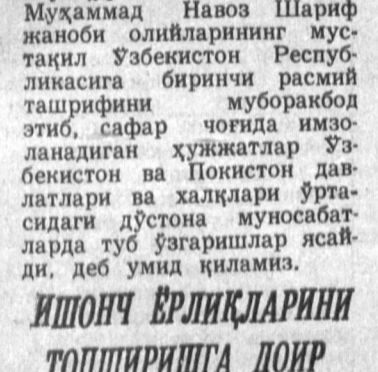 Муҳаммад Навоз Шариф
жаноби олийларининг мус-
тақил Ўзбекистон Респуб-
ликасига биринчи расмий
ташрифини муборакбод
этиб, сафар чоғида имзо-
ланадиган ҳужжатлар Ўз-
бекистон ва Покистон дав-
латлари ва халқлари ўрта-
сидаги дўстона муносабат-
ларда туб ўзгаришлар ясай-
ди, деб умид қиламиз.
ИШОНЧ ЁРЛИҚЛАРИНИ
ТОПШИРИШГА ДОИР